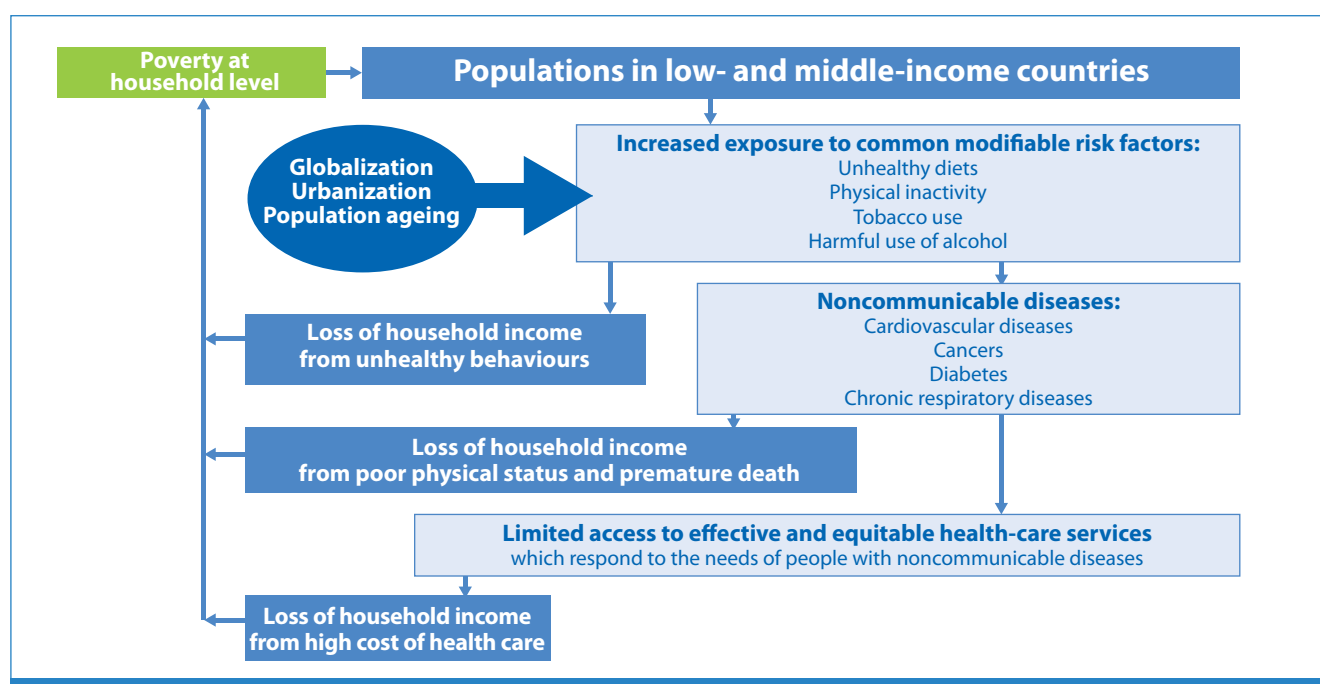 Poverty at
household level
Populations in low- and middle-income countries
Increased exposure to common modifiable risk factors:
Unhealthy diets
Physical inactivity
Tobacco use
Harmful use of alcohol
Globalization
Urbanization
Population ageing
Noncommunicable diseases:
Cardiovascular diseases
Cancers
Diabetes
Chronic respiratory diseases
Loss of household income
from unhealthy behaviours
Loss of household income
from poor physical status and premature death
Limited access to effective and equitable health-care services
which respond to the needs of people with noncommunicable diseases
Loss of household income
from high cost of health care